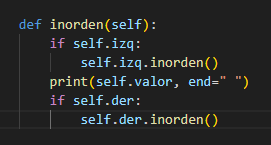 def inorden(self):
    if self.izq:
        self.izq.inorden()
    print(self.valor, end=" ")
    if self.der:
        self.der.inorden()